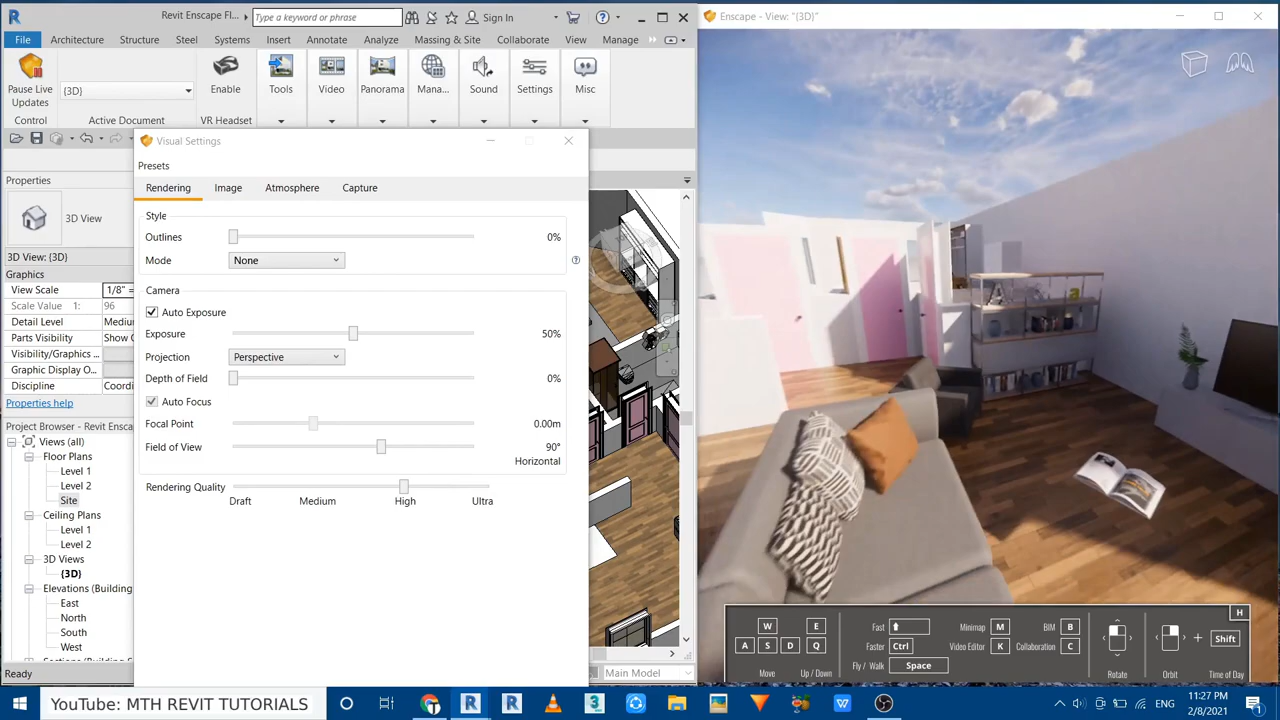 Revit Enscape Fl...
Type a keyword or phrase
Sign In
File Architecture Structure Steel Systems Insert Annotate Analyze Massing & Site Collaborate View Manage
Pause Live Updates
{3D}
Enable
Tools
Video
Panorama
Mana...
Sound
Settings
Misc
Control
Active Document
VR Headset
Visual Settings
Presets
Rendering Image Atmosphere Capture
Style
Outlines 0%
Mode None
Camera
Auto Exposure
Exposure 50%
Projection Perspective
Depth of Field 0%
Auto Focus
Focal Point 0.00m
Field of View 90°
Horizontal
Rendering Quality
Draft Medium High Ultra
Properties
3D View
3D View: {3D}
Graphics
View Scale 1/8" =
Scale Value 1: 96
Detail Level Mediu
Parts Visibility Show O
Visibility/Graphics ...
Graphic Display O...
Discipline Coordi
Properties help
Project Browser - Revit Ensca
Views (all)
Floor Plans
Level 1
Level 2
Site
Ceiling Plans
Level 1
Level 2
3D Views
{3D}
Elevations (Building
East
North
South
West
Ready
Main Model
Enscape - View: "{3D}"
H
W E
A S D Q
Move Up / Down
Fast
Faster Ctrl
Fly / Walk Space
Minimap M
Video Editor K
BIM B
Collaboration C
Rotate
Orbit
+ Shift
Time of Day
YouTube: MTH REVIT TUTORIALS
11:27 PM
2/8/2021